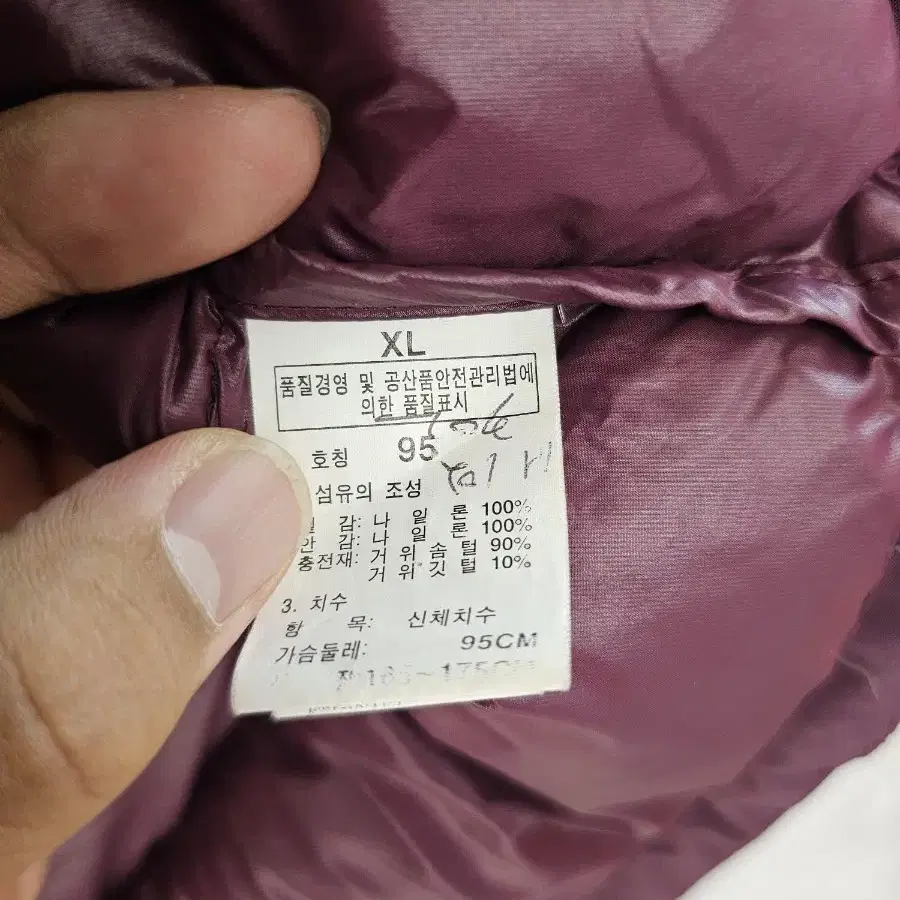 XL
품질경영 및 공산품안전관리법에
의한 품질표시
호칭 95
섬유의 조성
감: 나 일 론 100%
안 감: 나 일 론 100%
충전재: 거 위 솜 털 90%
거 위 깃 털 10%
3. 치수
항 목: 신체치수
가슴둘레: 95CM
~175CM